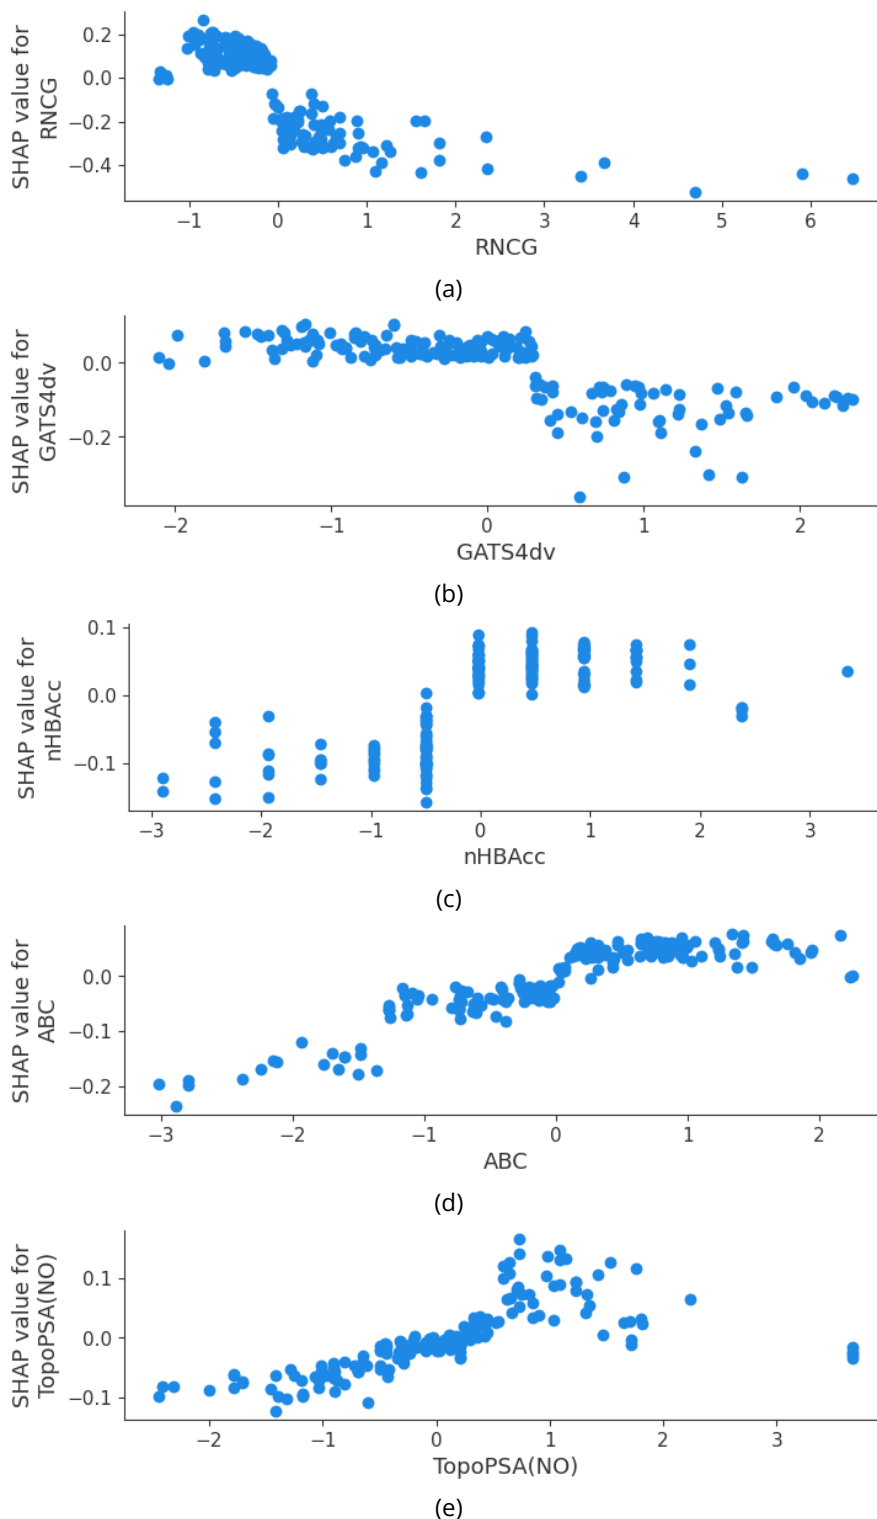 SHAP value for
RNCG
0.2
0.0
−0.2
−0.4
−1 0 1 2 3 4 5 6
RNCG
(a)
SHAP value for
GATS4dv
0.0
−0.2
−2 −1 0 1 2
GATS4dv
(b)
SHAP value for
nHBAcc
0.1
0.0
−0.1
−3 −2 −1 0 1 2 3
nHBAcc
(c)
SHAP value for
ABC
0.0
−0.1
−0.2
−3 −2 −1 0 1 2
ABC
(d)
SHAP value for
TopoPSA(NO)
0.1
0.0
−0.1
−2 −1 0 1 2 3
TopoPSA(NO)
(e)